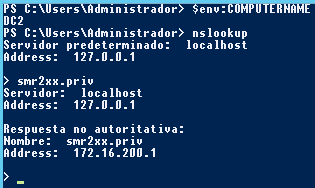 PS C:\Users\Administrador> $env:COMPUTERNAME
DC2
PS C:\Users\Administrador> nslookup
Servidor predeterminado:  localhost
Address:  127.0.0.1
> smr2xx.priv
Servidor:  localhost
Address:  127.0.0.1
Respuesta no autoritativa:
Nombre:  smr2xx.priv
Address:  172.16.200.1
> _